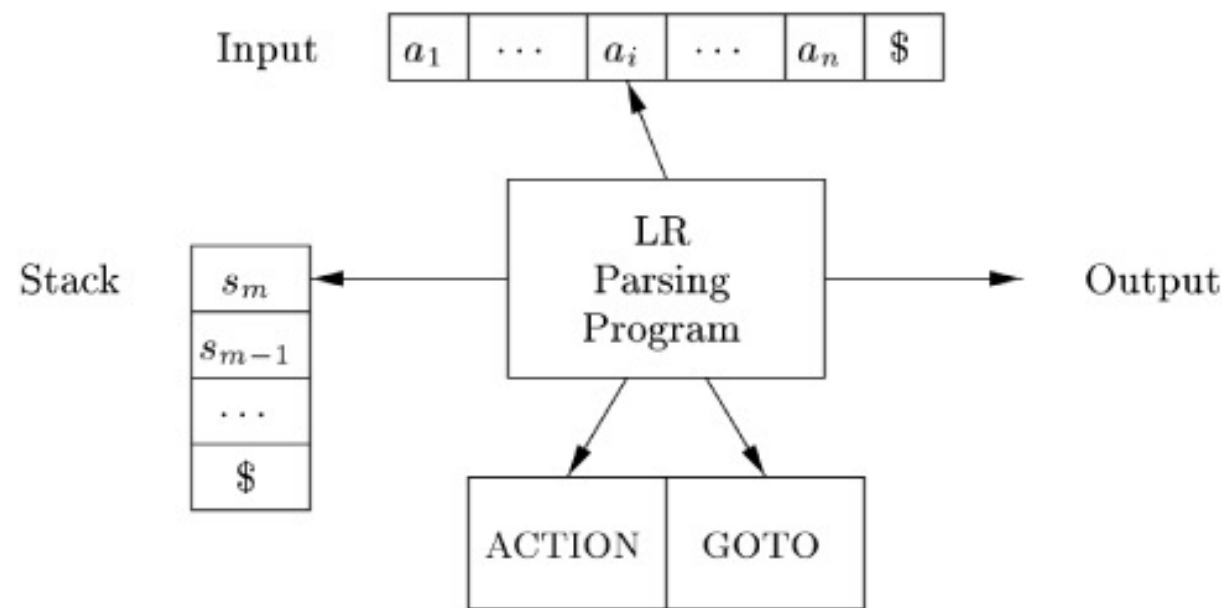 Input a₁ ··· aᵢ ··· aₙ $
LR
Parsing
Program
Stack
sₘ
sₘ₋₁
···
$
Output
ACTION GOTO